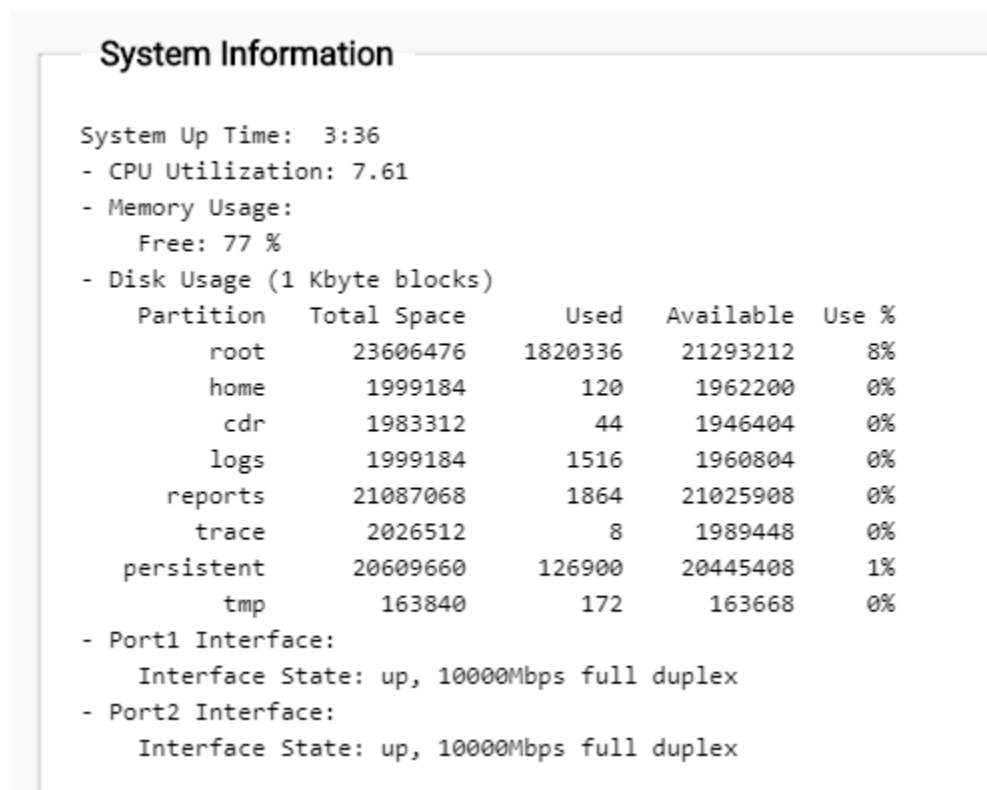 System Information
System Up Time:  3:36
- CPU Utilization: 7.61
- Memory Usage:
    Free: 77 %
- Disk Usage (1 Kbyte blocks)
    Partition   Total Space       Used   Available  Use %
         root      23606476    1820336    21293212     8%
         home       1999184        120     1962200     0%
          cdr       1983312         44     1946404     0%
         logs       1999184       1516     1960804     0%
      reports      21087068       1864    21025908     0%
        trace       2026512          8     1989448     0%
   persistent      20609660     126900    20445408     1%
          tmp        163840        172      163668     0%
- Port1 Interface:
    Interface State: up, 10000Mbps full duplex
- Port2 Interface:
    Interface State: up, 10000Mbps full duplex